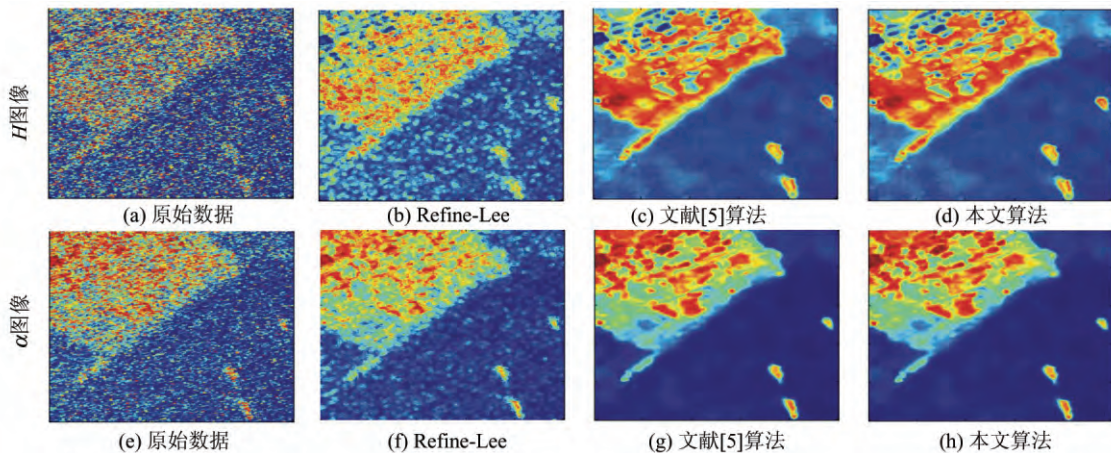 H图像
(a) 原始数据
(b) Refine-Lee
(c) 文献[5]算法
(d) 本文算法
α图像
(e) 原始数据
(f) Refine-Lee
(g) 文献[5]算法
(h) 本文算法